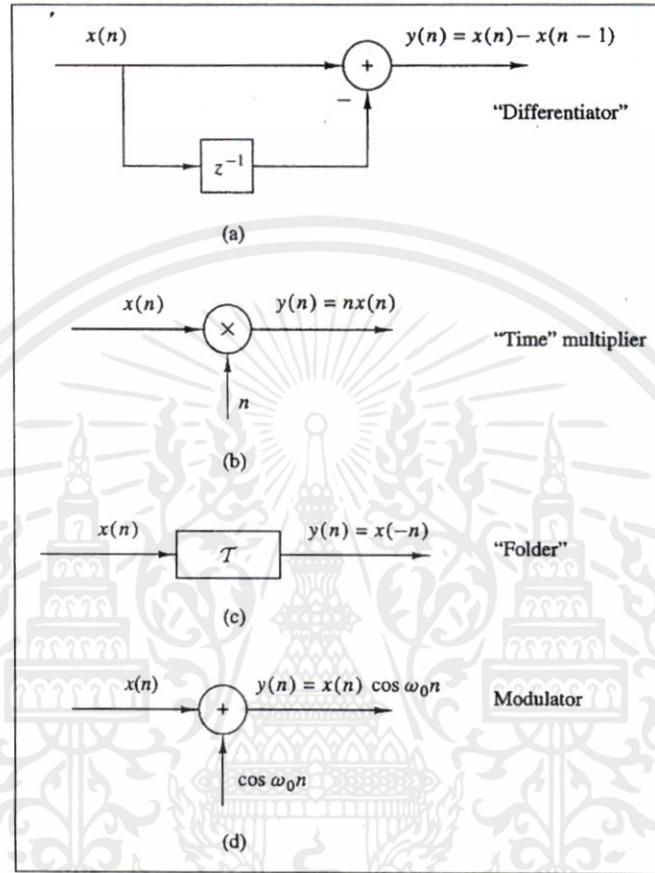 x(n)
y(n) = x(n) − x(n − 1)
+
−
"Differentiator"
z⁻¹
(a)
x(n)
y(n) = nx(n)
×
"Time" multiplier
n
(b)
x(n)
y(n) = x(−n)
"Folder"
𝒯
(c)
x(n)
y(n) = x(n) cos ω₀n
Modulator
+
cos ω₀n
(d)